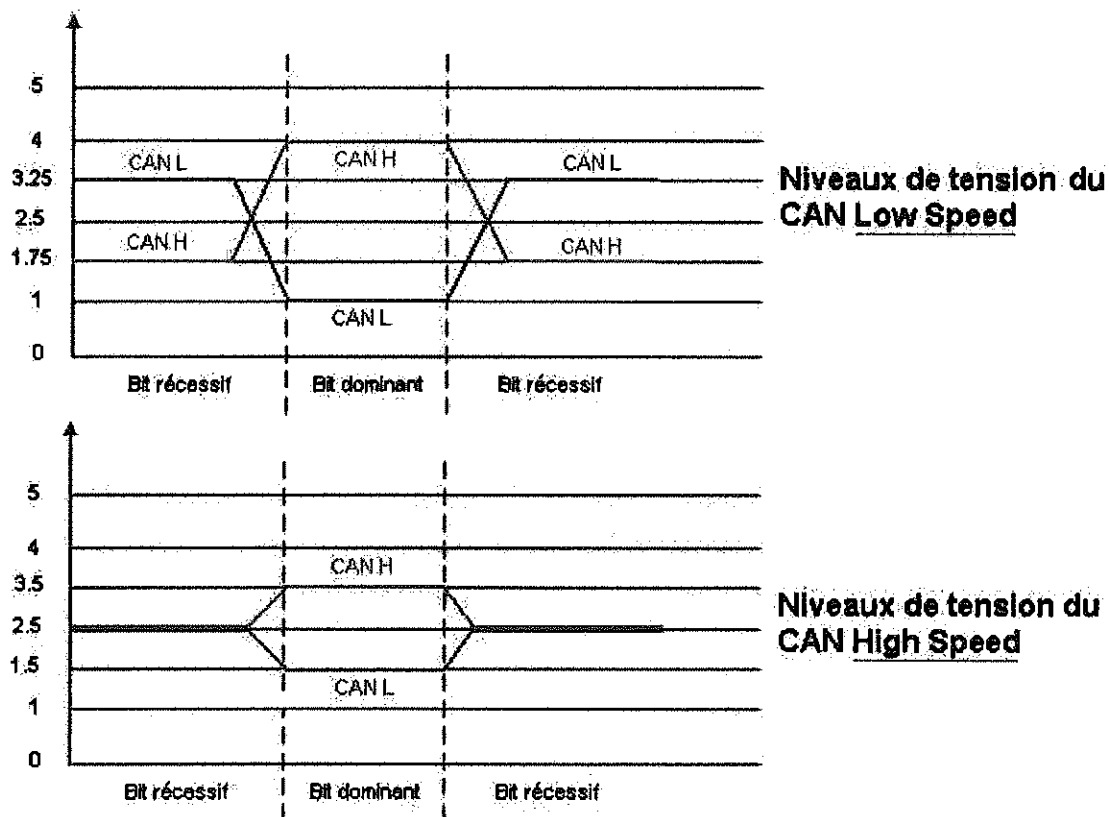 5
4
CAN L
CAN H
CAN L
3.25
2.5
CAN H
CAN H
1.75
1
CAN L
0
Bit récessif
Bit dominant
Bit récessif
Niveaux de tension du
CAN Low Speed
5
4
CAN H
3.5
2.5
1.5
CAN L
1
0
Bit récessif
Bit dominant
Bit récessif
Niveaux de tension du
CAN High Speed